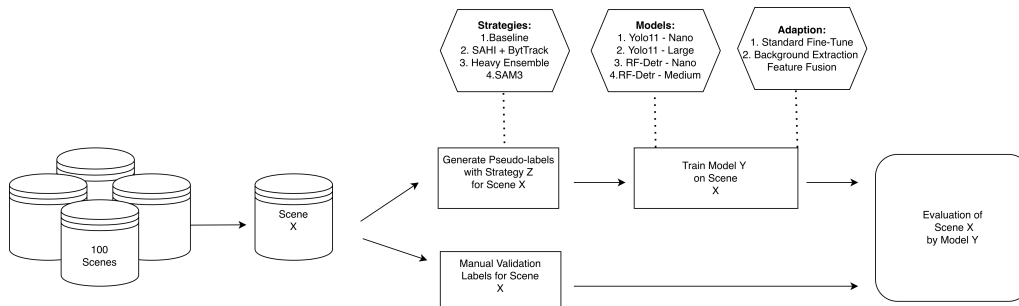 Strategies:
1.Baseline
2. SAHI + BytTrack
3. Heavy Ensemble
4.SAM3
Models:
1. Yolo11 - Nano
2. Yolo11 - Large
3. RF-Detr - Nano
4.RF-Detr - Medium
Adaption:
1. Standard Fine-Tune
2. Background Extraction
Feature Fusion
Generate Pseudo-labels
with Strategy Z
for Scene X
Train Model Y
on Scene
X
100
Scenes
Scene
X
Evaluation of
Scene X
by Model Y
Manual Validation
Labels for Scene
X